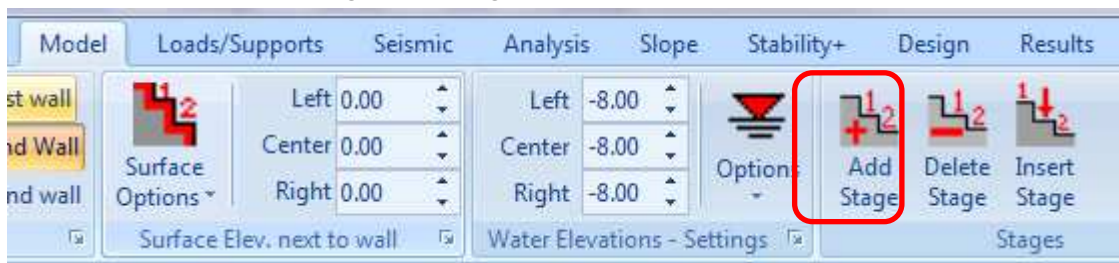 Model Loads/Supports Seismic Analysis Slope Stability+ Design Results
st wall
nd Wall
nd wall
Surface
Options
Left 0.00
Center 0.00
Right 0.00
Surface Elev. next to wall
Left -8.00
Center -8.00
Right -8.00
Options
Water Elevations - Settings
1 2
Add
Stage
Delete
Stage
Insert
Stage
Stages